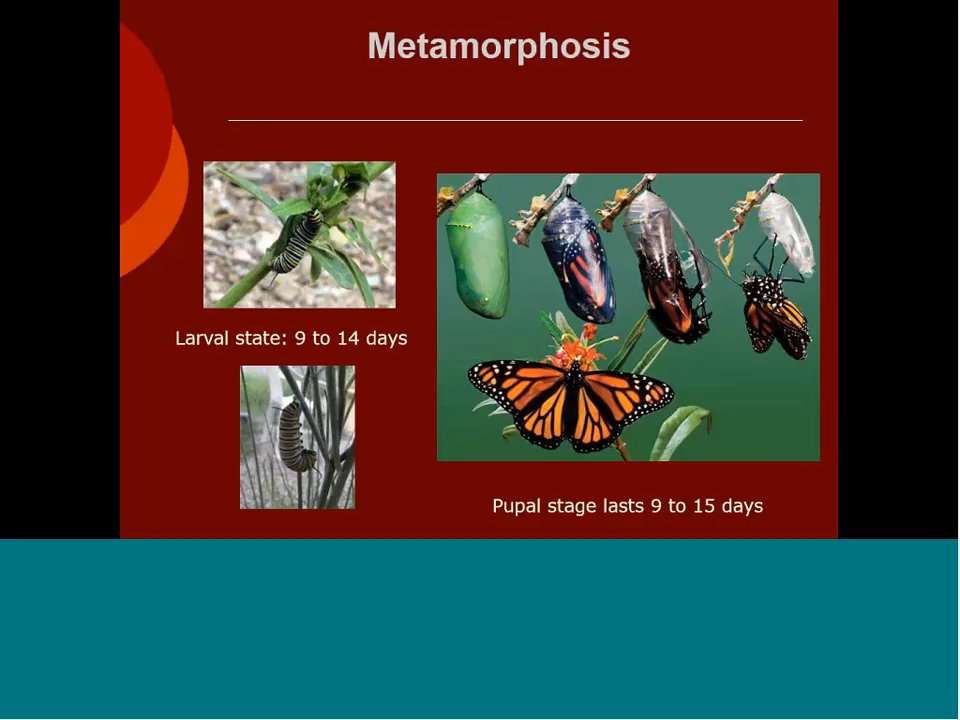 Metamorphosis
Larval state: 9 to 14 days
Pupal stage lasts 9 to 15 days